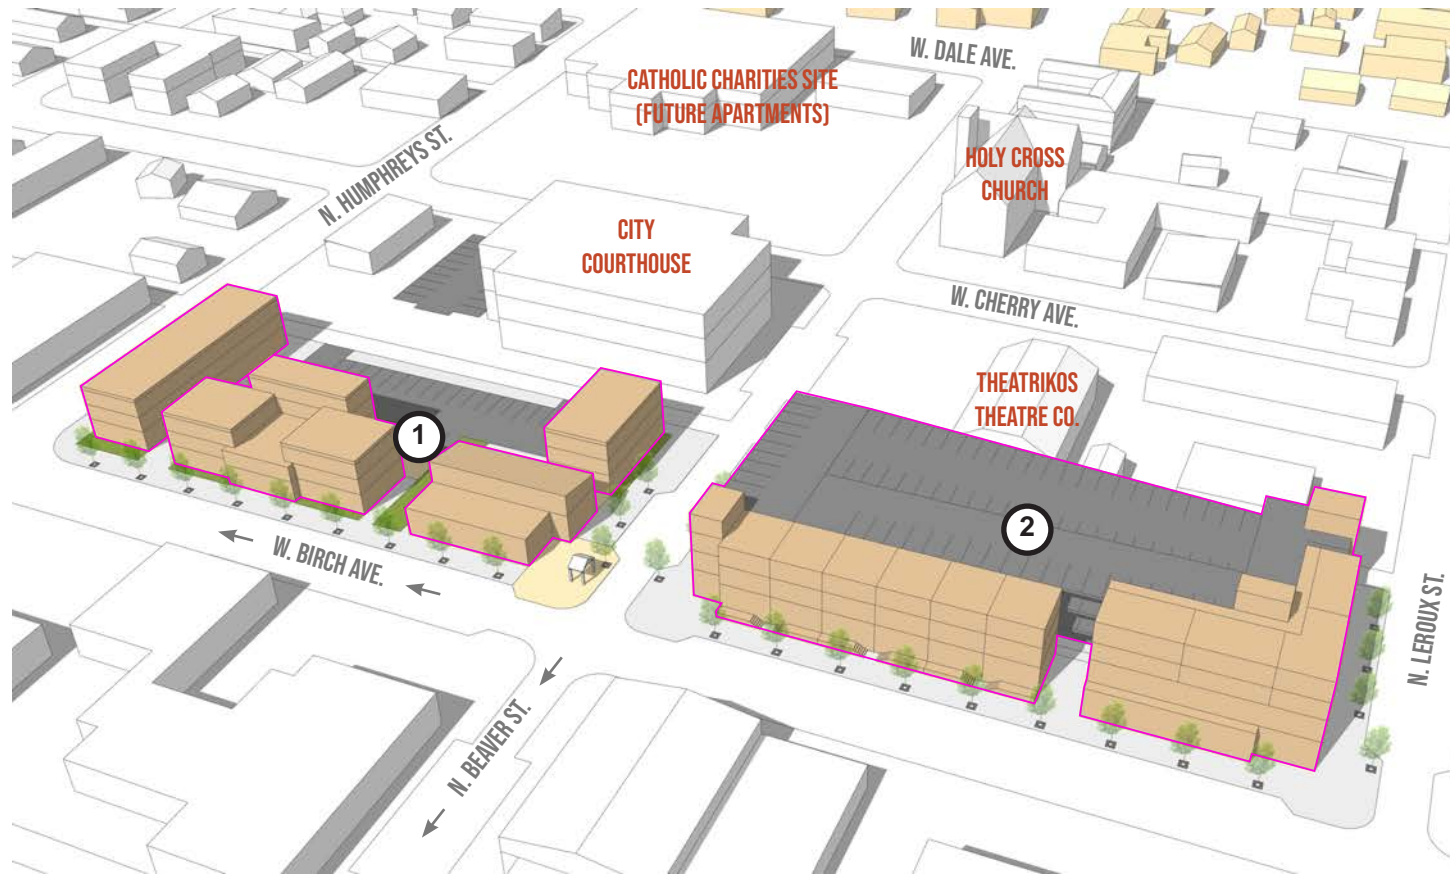 W. DALE AVE.
CATHOLIC CHARITIES SITE
(FUTURE APARTMENTS)
N. HUMPHREYS ST.
HOLY CROSS
CHURCH
CITY
COURTHOUSE
W. CHERRY AVE.
THEATRIKOS
THEATRE CO.
1
2
W. BIRCH AVE.
N. LEROUX ST.
N. BEAVER ST.